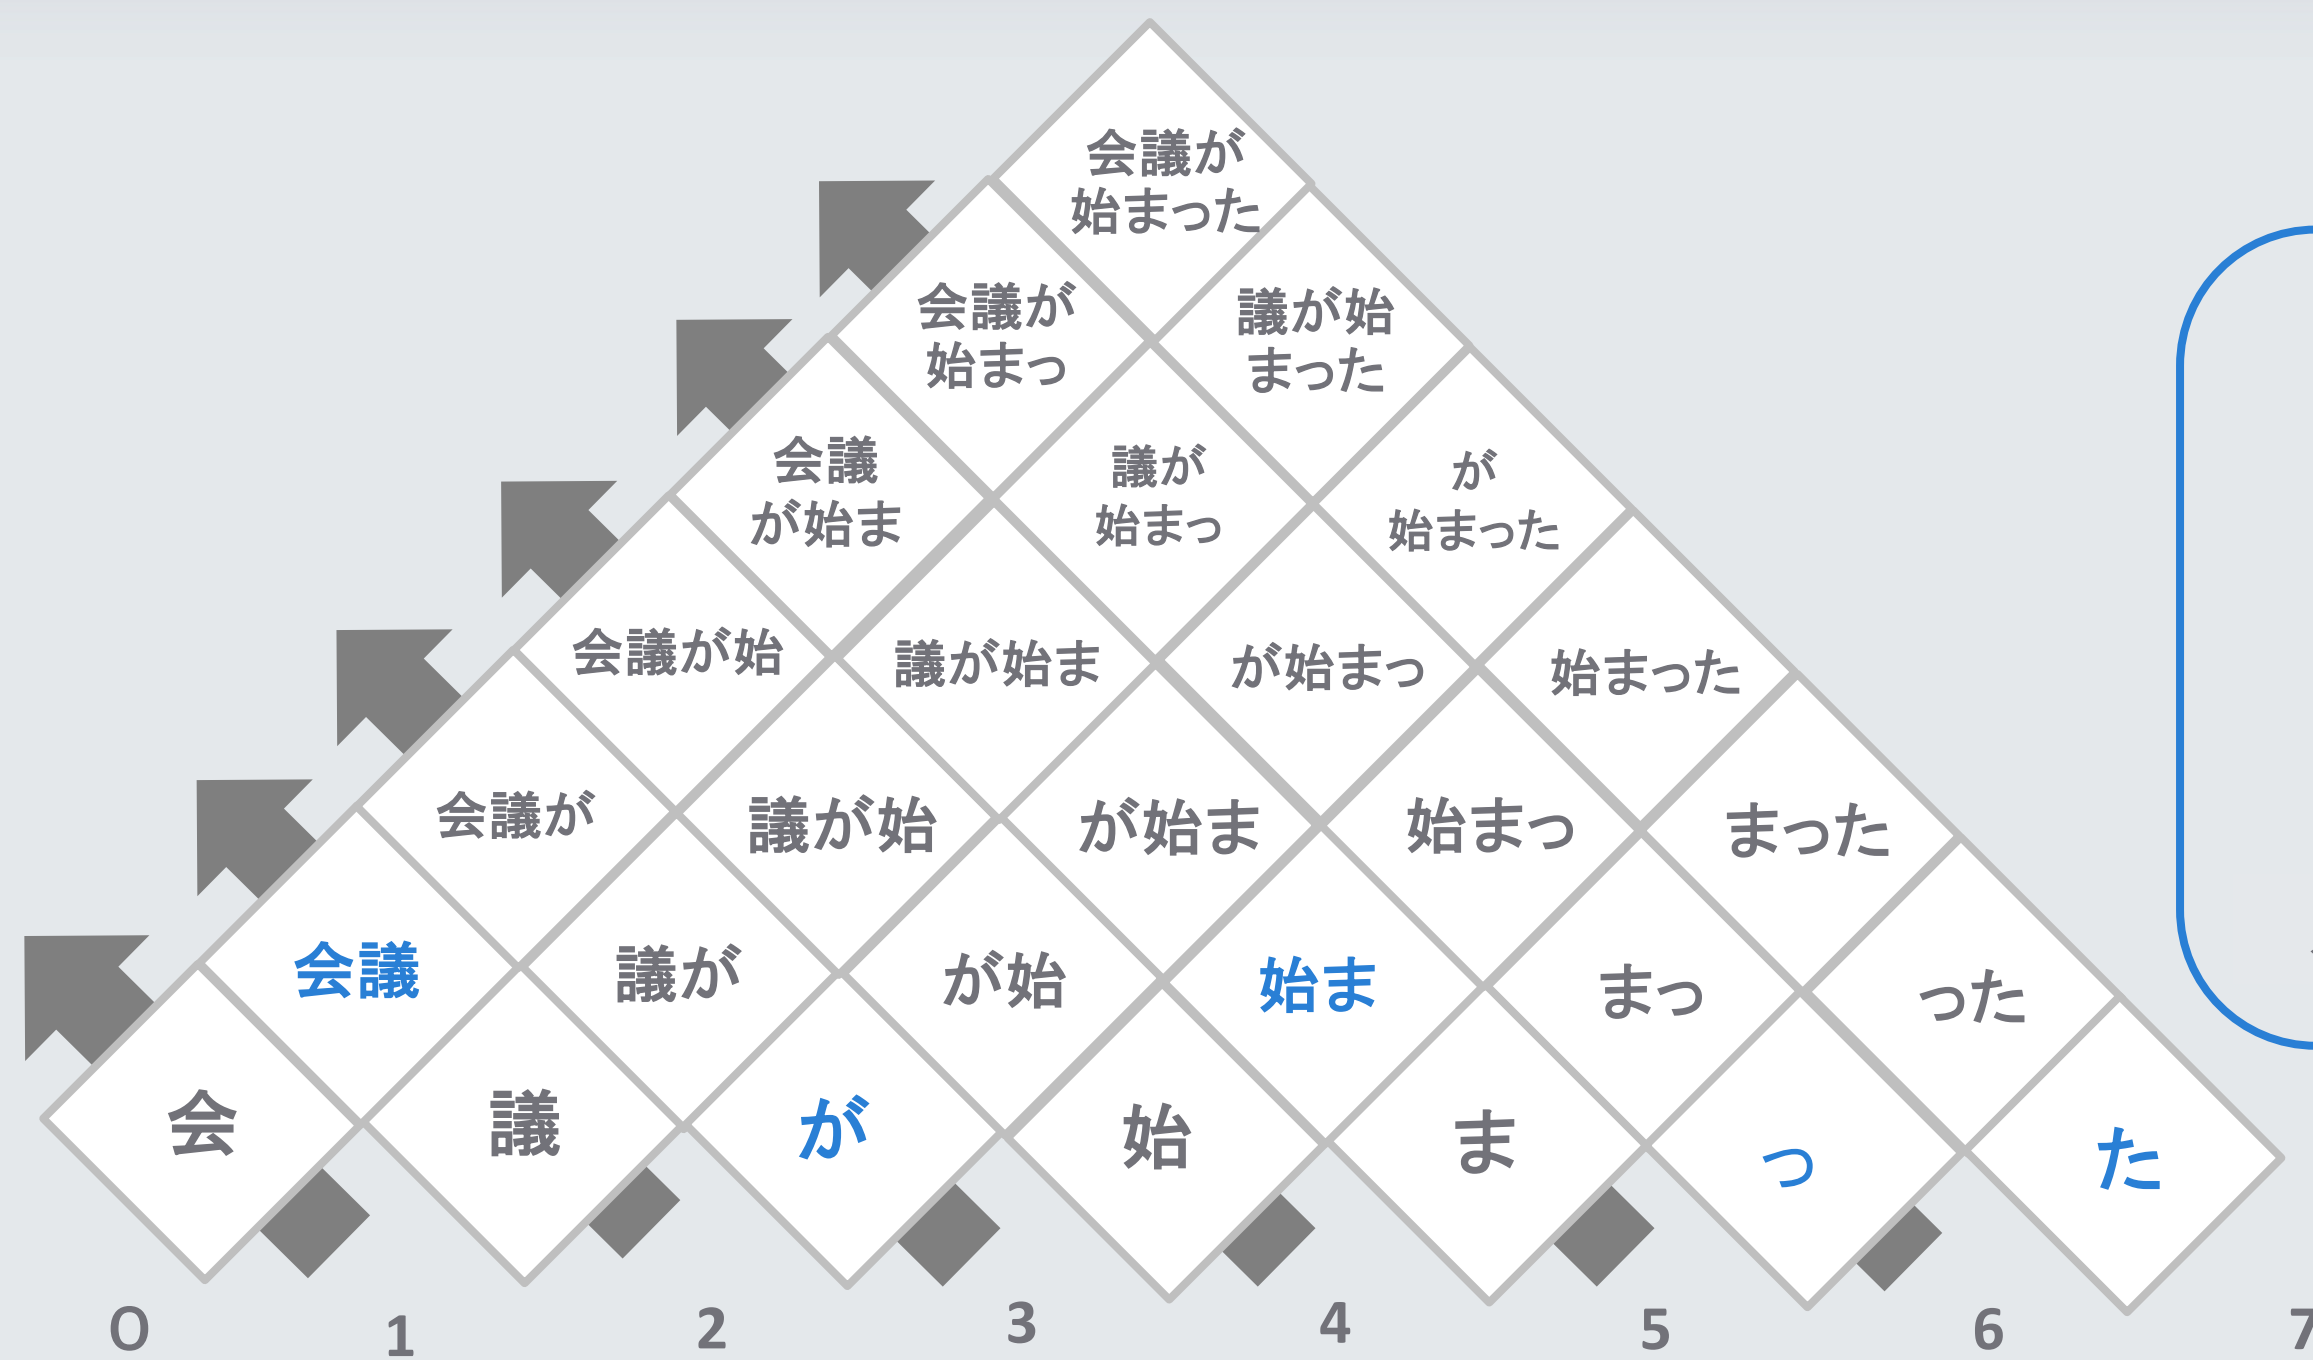 会議が
始まった
会議が
始まっ
議が始
まった
会議
が始ま
議が
始まっ
が
始まった
会議が始
議が始ま
が始まっ
始まった
会議が
議が始
が始ま
始まっ
まった
会議
議が
が始
始ま
まっ
った
会
議
が
始
ま
っ
た
0
1
2
3
4
5
6
7